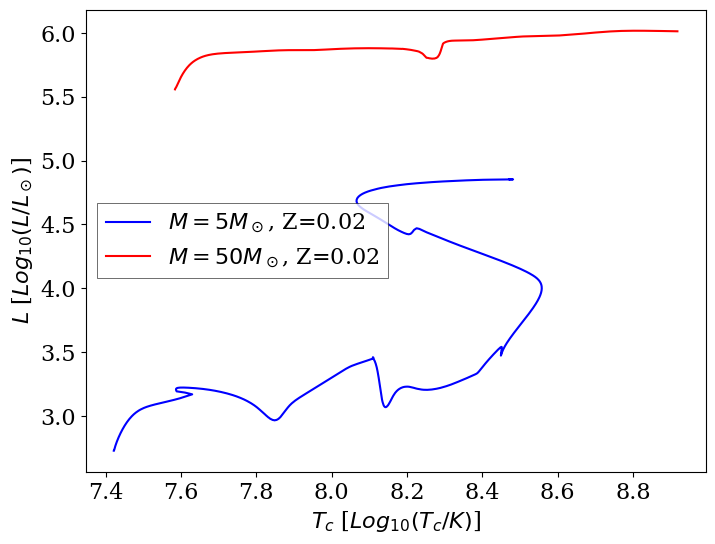 6.0
5.5
5.0
4.5
4.0
3.5
3.0
L [Log₁₀(L/L⊙)]
M = 5M⊙, Z=0.02
M = 50M⊙, Z=0.02
7.4 7.6 7.8 8.0 8.2 8.4 8.6 8.8
T_c [Log₁₀(T_c/K)]